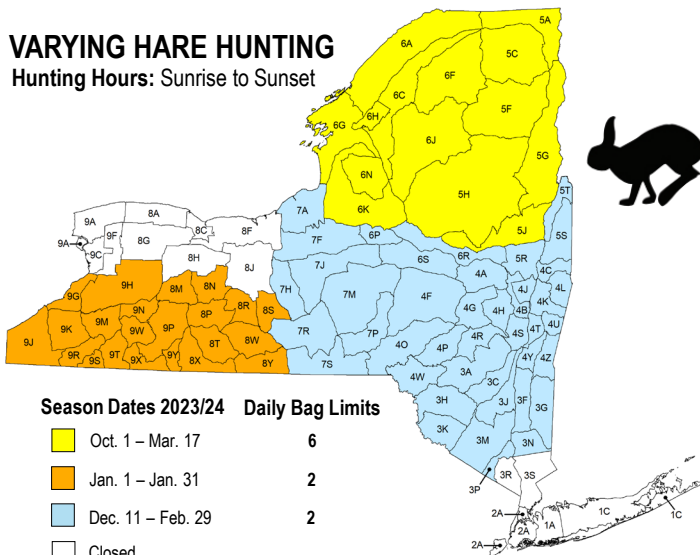 VARYING HARE HUNTING
Hunting Hours: Sunrise to Sunset
5A
6A
5C
6F
6C
5F
6H
6G
6J
5G
6N
5H
6K
5J
5T
9A
8A
7A
8C
9F
8F
5S
9A
8G
7F
6P
9C
6S
6R
5R
8H
8J
7J
4A
4C
9H
8M
8N
7H
7M
4F
4J
4L
9G
8R
8S
4G
4H
4B
4K
9K
9M
9N
9P
8P
7R
7P
4R
4S
4T
4U
9J
9W
8T
8W
4O
4P
4Y
4Z
9R
9S
9T
9X
9Y
8X
8Y
7S
4W
3A
3C
3H
3J
3F
3G
3K
3M
3N
3P
3R
3S
2A
2A
2A
1A
1C
1C
Season Dates 2023/24 Daily Bag Limits
Oct. 1 – Mar. 17 6
Jan. 1 – Jan. 31 2
Dec. 11 – Feb. 29 2
Closed